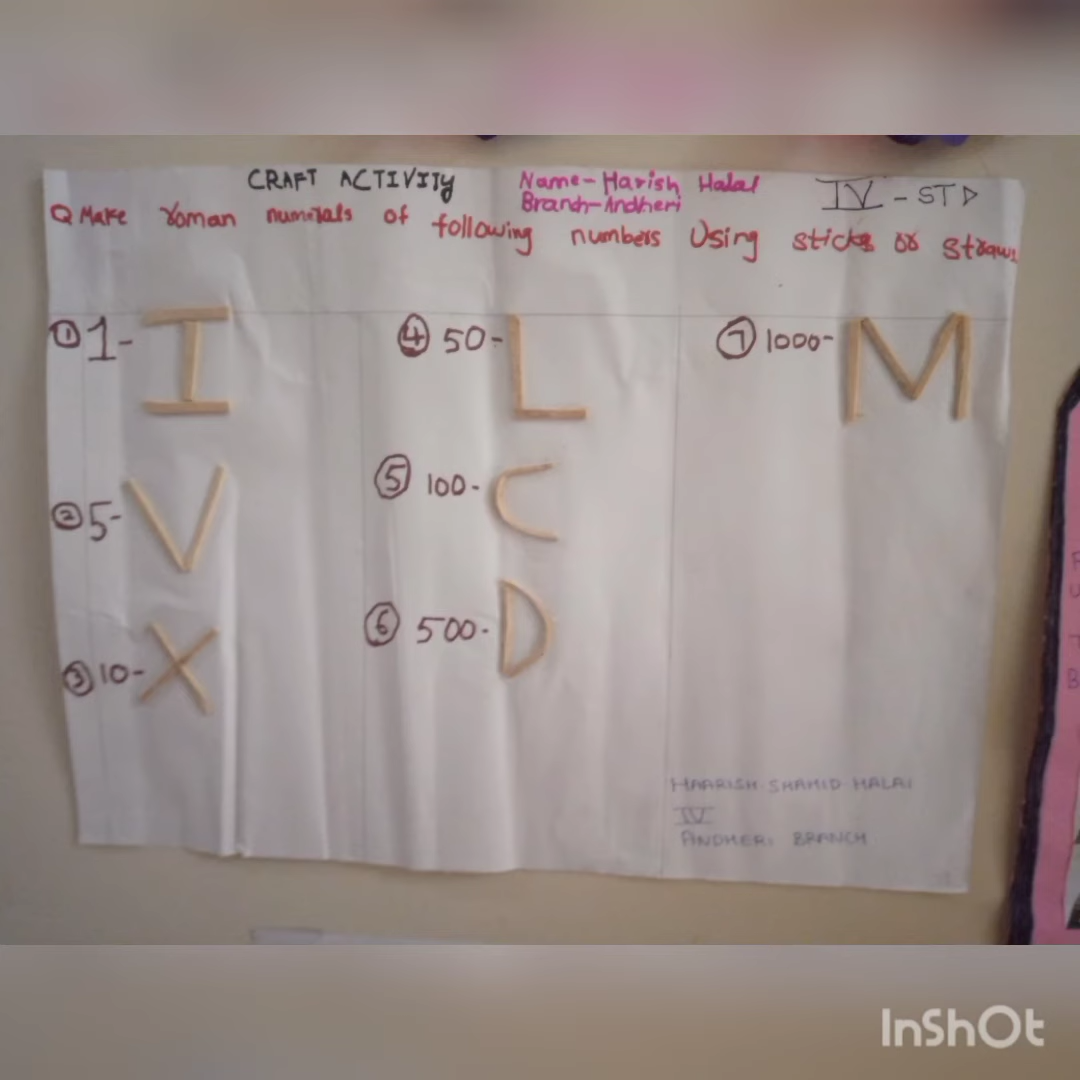 CRAFT ACTIVITY
Name-Harish Halai
IV - STD
Branch-Andheri
Q Make roman numerals of following numbers Using sticks or straws
① 1- I
② 5- V
③ 10- X
④ 50- L
⑤ 100- C
⑥ 500- D
⑦ 1000- M
HAARISH SHAHID HALAI
IV
ANDHERI BRANCH
InShOt